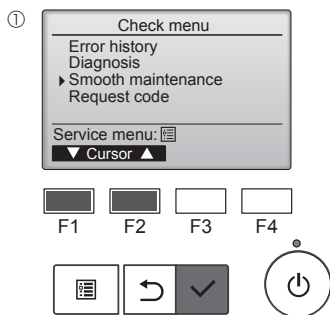 ①
Check menu
Error history
Diagnosis
Smooth maintenance
Request code
Service menu:
▼ Cursor ▲
F1 F2 F3 F4